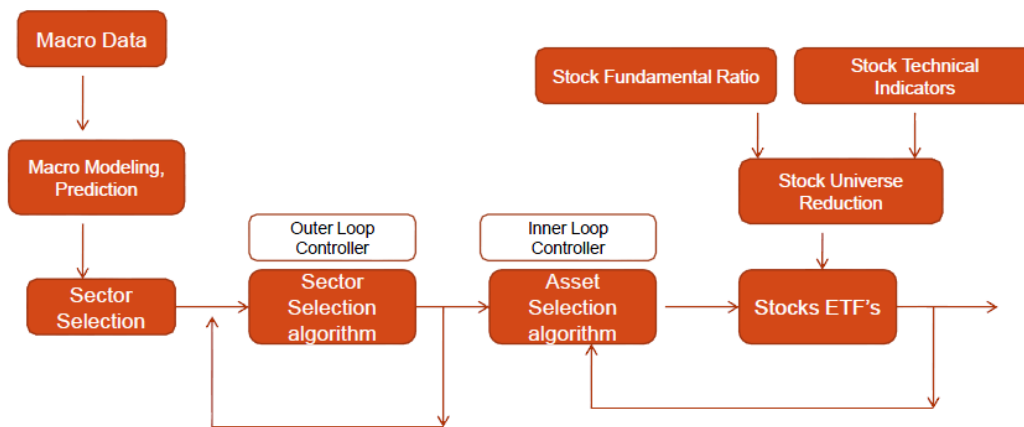 Macro Data
Stock Fundamental Ratio
Stock Technical
Indicators
Macro Modeling,
Prediction
Stock Universe
Reduction
Outer Loop
Controller
Inner Loop
Controller
Sector
Selection
Sector
Selection
algorithm
Asset
Selection
algorithm
Stocks ETF's